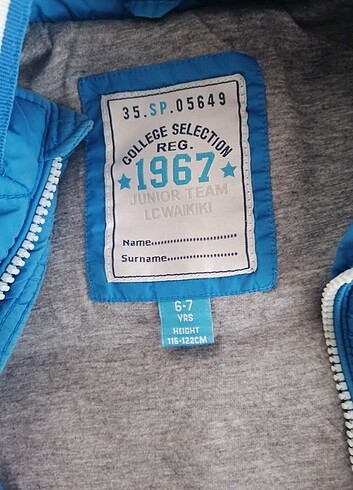 35.SP.05649
COLLEGE SELECTION
REG.
★1967★
JUNIOR TEAM
LCWAIKIKI
Name....................
Surname.................
6-7
YRS
HEIGHT
116-122CM